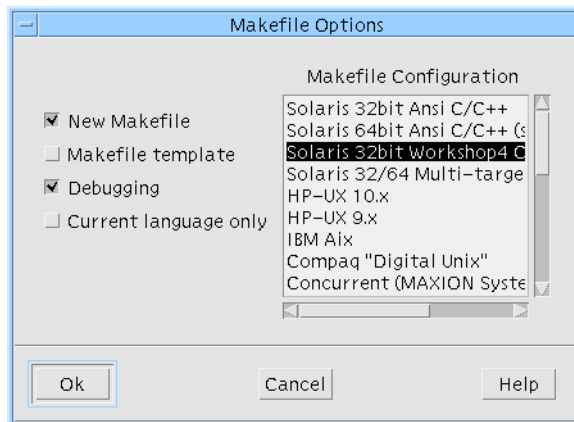 Makefile Options
New Makefile
Makefile template
Debugging
Current language only
Makefile Configuration
Solaris 32bit Ansi C/C++
Solaris 64bit Ansi C/C++ (s
Solaris 32bit Workshop4 C
Solaris 32/64 Multi-targe
HP-UX 10.x
HP-UX 9.x
IBM Aix
Compaq "Digital Unix"
Concurrent (MAXION Syste
Ok
Cancel
Help